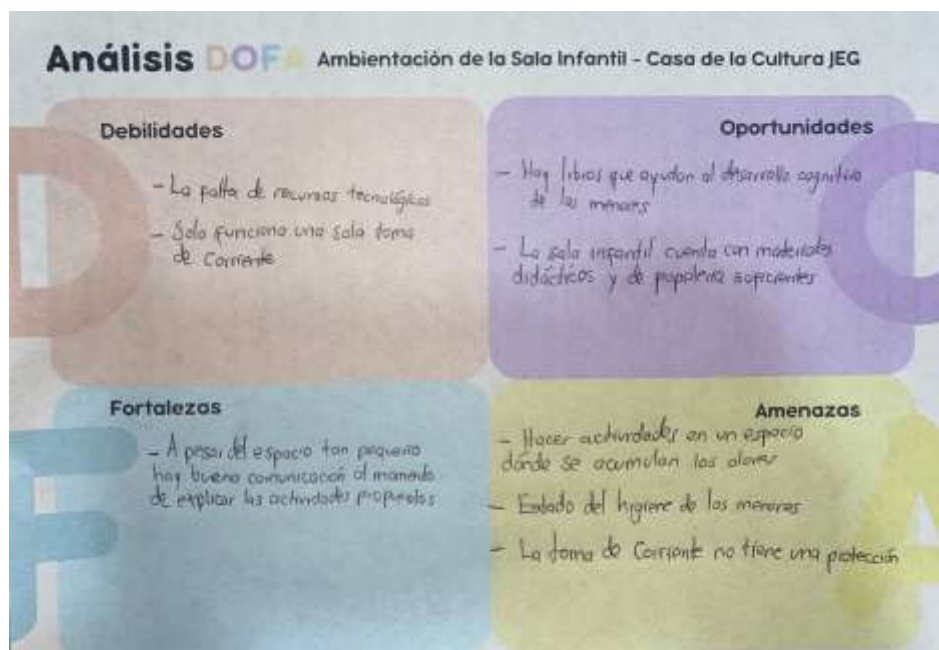 Análisis DOFA Ambientación de la Sala Infantil - Casa de la Cultura JEG
Debilidades
- La falta de recursos tecnológicos
- Solo funciona una sola toma
de Corriente
Oportunidades
- Hay libros que ayudan al desarrollo cognitivo
de los menores
- La sala infantil cuenta con materiales
didácticos y de papelería suficientes
Fortalezas
- A pesar del espacio tan pequeño
hay buena comunicación al momento
de explicar las actividades propuestas
Amenazas
- Hacer actividades en un espacio
dónde se acumulan los olores
- Estado del higiene de los menores
- La toma de Corriente no tiene una protección
D
O
F
A